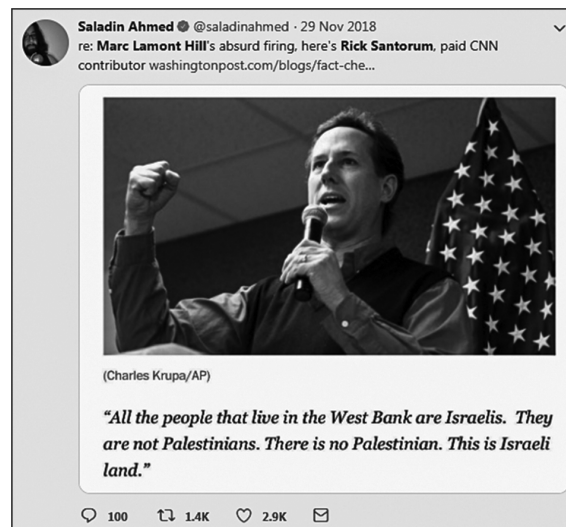 Saladin Ahmed @saladinahmed · 29 Nov 2018
re: Marc Lamont Hill's absurd firing, here's Rick Santorum, paid CNN
contributor washingtonpost.com/blogs/fact-che...
(Charles Krupa/AP)
“All the people that live in the West Bank are Israelis. They
are not Palestinians. There is no Palestinian. This is Israeli
land.”
100 1.4K 2.9K